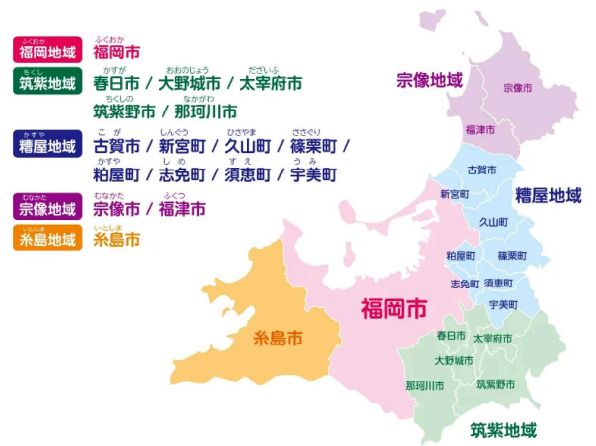 ふくおか ふくおか
福岡地域 福岡市
ちくし かすが おおのじょう だざいふ
筑紫地域 春日市 / 大野城市 / 太宰府市
ちくしの なかがわ
筑紫野市 / 那珂川市
かすや こが しんぐう ひさやま ささぐり
糟屋地域 古賀市 / 新宮町 / 久山町 / 篠栗町 /
かすや しめ すえ うみ
粕屋町 / 志免町 / 須恵町 / 宇美町
むなかた むなかた ふくつ
宗像地域 宗像市 / 福津市
いとしま いとしま
糸島地域 糸島市
宗像地域
宗像市
福津市
古賀市
新宮町
糟屋地域
久山町
粕屋町
篠栗町
志免町
須恵町
宇美町
福岡市
糸島市
春日市
太宰府市
大野城市
那珂川市
筑紫野市
筑紫地域